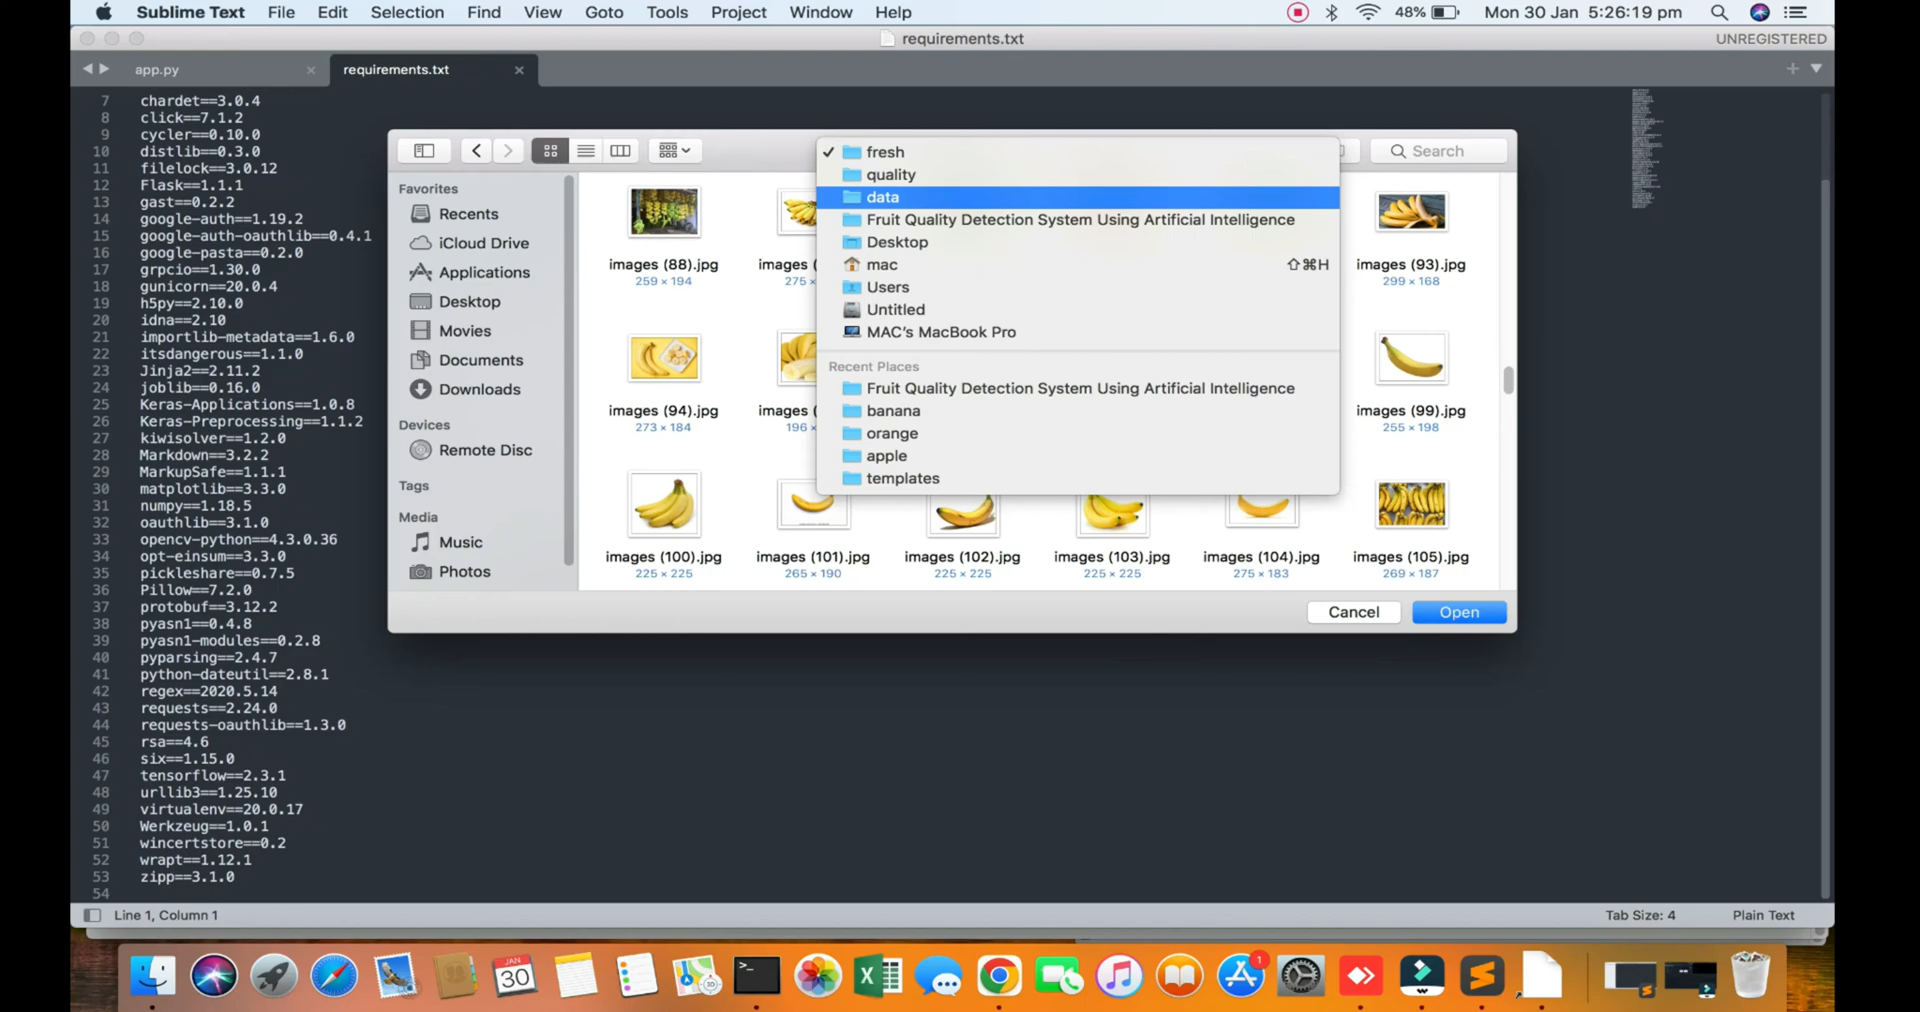 Sublime Text File Edit Selection Find View Goto Tools Project Window Help 48% Mon 30 Jan 5:26:19 pm
requirements.txt UNREGISTERED
app.py × requirements.txt ×
7 chardet==3.0.4
8 click==7.1.2
9 cycler==0.10.0
10 distlib==0.3.0
11 filelock==3.0.12
12 Flask==1.1.1
13 gast==0.2.2
14 google-auth==1.19.2
15 google-auth-oauthlib==0.4.1
16 google-pasta==0.2.0
17 grpcio==1.30.0
18 gunicorn==20.0.4
19 h5py==2.10.0
20 idna==2.10
21 importlib-metadata==1.6.0
22 itsdangerous==1.1.0
23 Jinja2==2.11.2
24 joblib==0.16.0
25 Keras-Applications==1.0.8
26 Keras-Preprocessing==1.1.2
27 kiwisolver==1.2.0
28 Markdown==3.2.2
29 MarkupSafe==1.1.1
30 matplotlib==3.3.0
31 numpy==1.18.5
32 oauthlib==3.1.0
33 opencv-python==4.3.0.36
34 opt-einsum==3.3.0
35 pickleshare==0.7.5
36 Pillow==7.2.0
37 protobuf==3.12.2
38 pyasn1==0.4.8
39 pyasn1-modules==0.2.8
40 pyparsing==2.4.7
41 python-dateutil==2.8.1
42 regex==2020.5.14
43 requests==2.24.0
44 requests-oauthlib==1.3.0
45 rsa==4.6
46 six==1.15.0
47 tensorflow==2.3.1
48 urllib3==1.25.10
49 virtualenv==20.0.17
50 Werkzeug==1.0.1
51 wincertstore==0.2
52 wrapt==1.12.1
53 zipp==3.1.0
54
Search
Favorites
Recents
iCloud Drive
Applications
Desktop
Movies
Documents
Downloads
Devices
Remote Disc
Tags
Media
Music
Photos
fresh
quality
data
Fruit Quality Detection System Using Artificial Intelligence
Desktop
mac ⇧⌘H
Users
Untitled
MAC's MacBook Pro
Recent Places
Fruit Quality Detection System Using Artificial Intelligence
banana
orange
apple
templates
images (88).jpg images ( images (93).jpg
259 × 194 275 × 299 × 168
images (94).jpg images ( images (99).jpg
273 × 184 196 × 255 × 198
images (100).jpg images (101).jpg images (102).jpg images (103).jpg images (104).jpg images (105).jpg
225 × 225 265 × 190 225 × 225 225 × 225 275 × 183 269 × 187
Cancel Open
Line 1, Column 1 Tab Size: 4 Plain Text
JAN
30
1